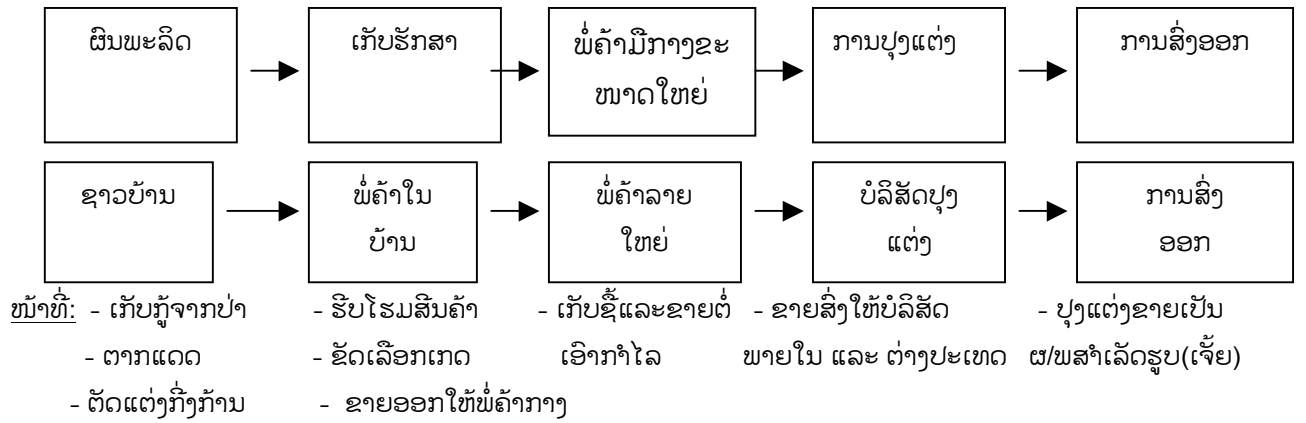 ຜົນພະລິດ ເກັບຮັກສາ ພໍ່ຄ້າມືກາງຂະ ການປຸງແຕ່ງ ການສົ່ງອອກ
ໜາດໃຫຍ່
ຊາວບ້ານ ພໍ່ຄ້າໃນ ພໍ່ຄ້າລາຍ ບໍລິສັດປຸງ ການສົ່ງ
ບ້ານ ໃຫຍ່ ແຕ່ງ ອອກ
ໜ້າທີ່: - ເກັບກູ້ຈາກປ່າ - ຮີບໂຮມສີນຄ້າ - ເກັບຊື້ແລະຂາຍຕໍ່ - ຂາຍສົ່ງໃຫ້ບໍລິສັດ - ປຸງແຕ່ງຂາຍເປັນ
- ຕາກແດດ - ຂັດເລືອກເກດ ເອົາກຳໄລ ພາຍໃນ ແລະ ຕ່າງປະເທດ ຜ/ພສຳເລັດຮູບ(ເຈັ້ຍ)
- ຕັດແຕ່ງກີ່ງກ້ານ - ຂາຍອອກໃຫ້ພໍ່ຄ້າກາງ